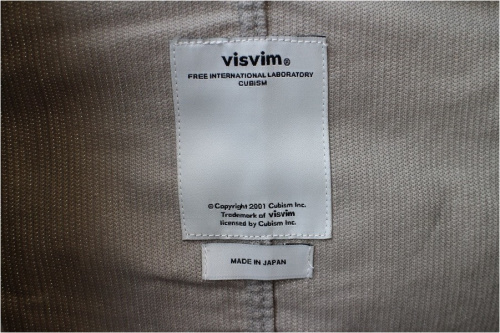 visvim®
FREE INTERNATIONAL LABORATORY
CUBISM
© Copyright 2001 Cubism Inc.
Trademark of visvim
licensed by Cubism Inc.
MADE IN JAPAN